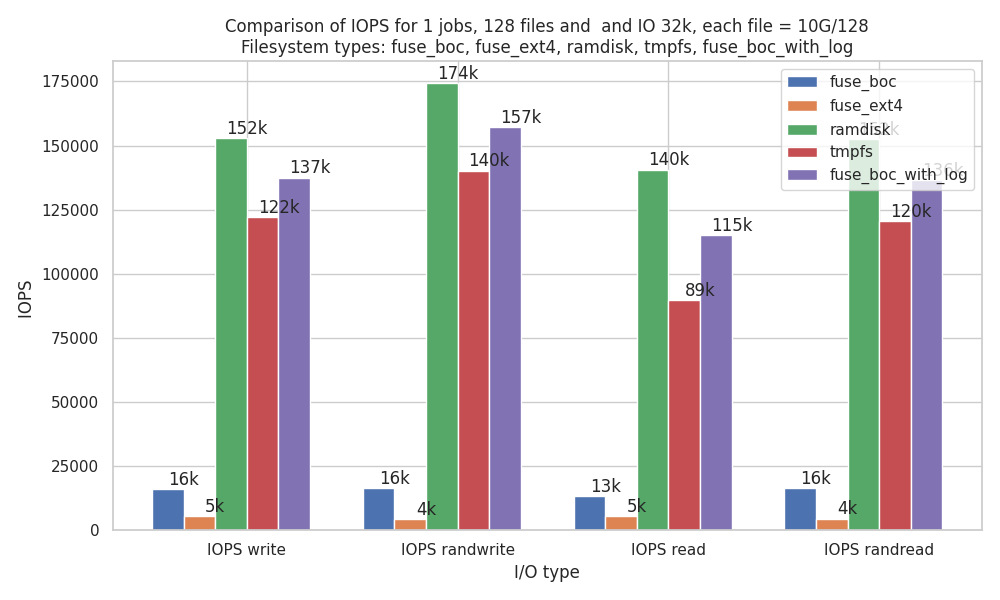 Comparison of IOPS for 1 jobs, 128 files and  and IO 32k, each file = 10G/128
Filesystem types: fuse_boc, fuse_ext4, ramdisk, tmpfs, fuse_boc_with_log
IOPS
175000
150000
125000
100000
75000
50000
25000
0
fuse_boc
fuse_ext4
ramdisk
tmpfs
fuse_boc_with_log
16k
5k
152k
122k
137k
16k
4k
174k
140k
157k
13k
5k
140k
89k
115k
16k
4k
120k
136k
IOPS write
IOPS randwrite
IOPS read
IOPS randread
I/O type